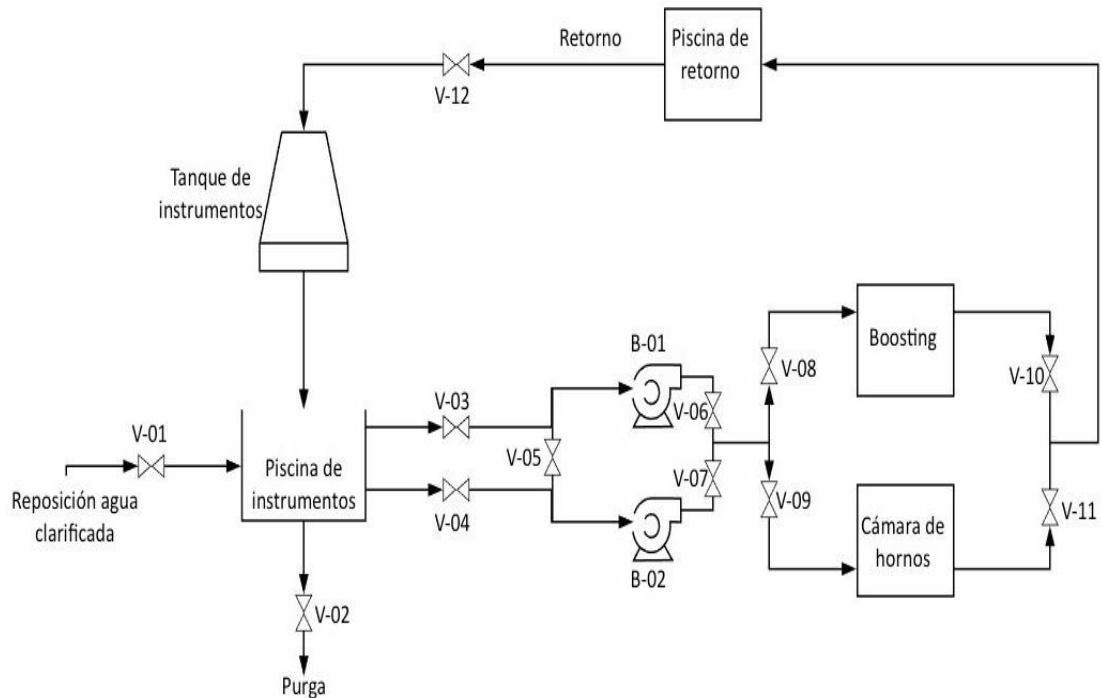 Retorno
Piscina de
retorno
V-12
Tanque de
instrumentos
B-01
Boosting
V-08
V-10
V-03
V-06
V-01
V-05
Piscina de
instrumentos
V-07
V-09
V-11
Reposición agua
clarificada
V-04
Cámara de
hornos
B-02
V-02
Purga